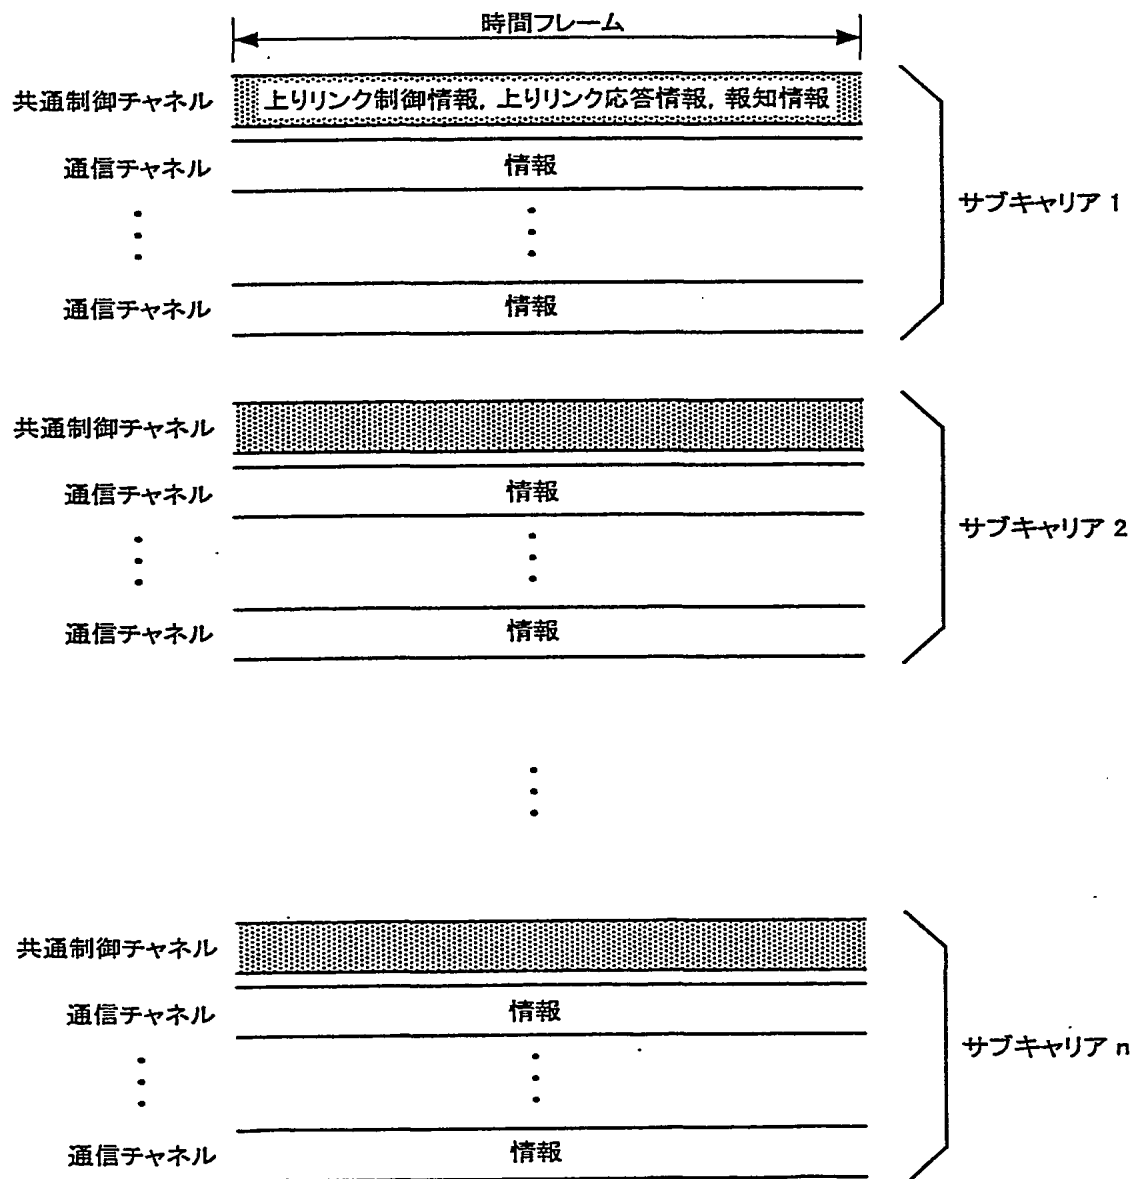 時間フレーム
共通制御チャネル
上りリンク制御情報, 上りリンク応答情報, 報知情報
通信チャネル
情報
通信チャネル
情報
サブキャリア 1
共通制御チャネル
通信チャネル
情報
通信チャネル
情報
サブキャリア 2
共通制御チャネル
通信チャネル
情報
通信チャネル
情報
サブキャリア n